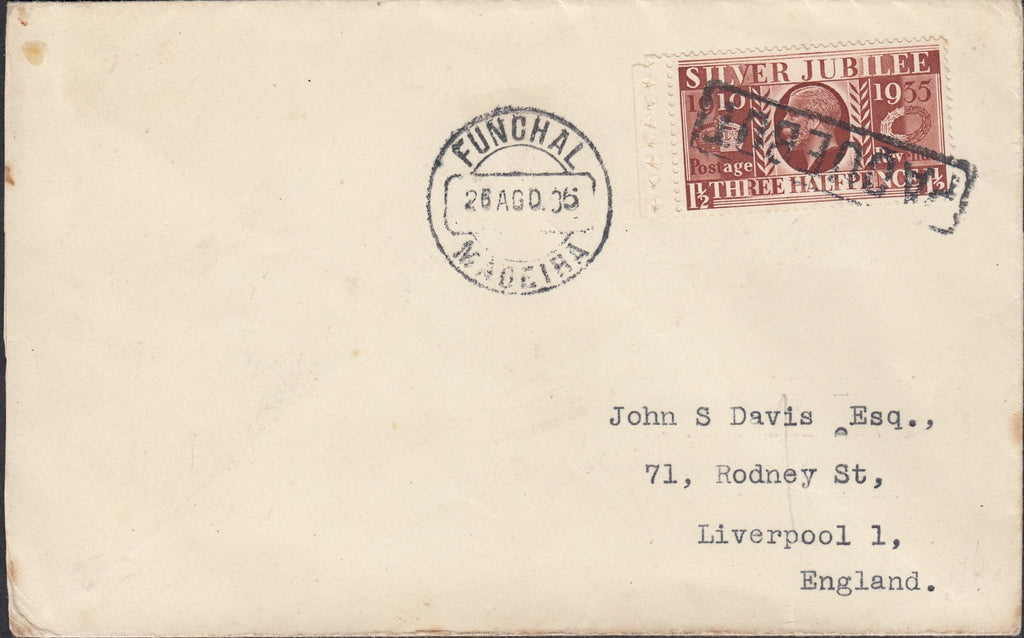 SILVER JUBILEE
1910 1935
Postage Revenue
1½ THREE HALFPENCE 1½
PAQUEBOT
FUNCHAL
26 AGO. 36
MADEIRA
John S Davis Esq.,
71, Rodney St,
Liverpool 1,
England.